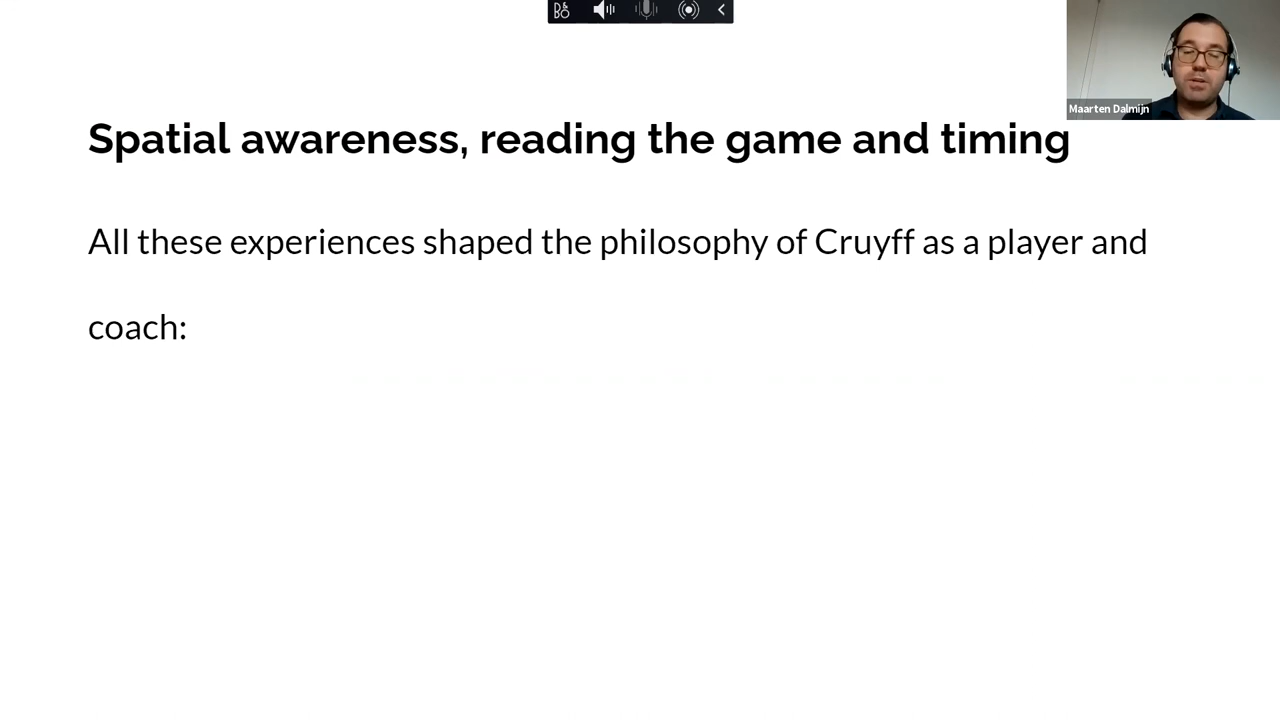 B&O
Maarten Dalmijn
Spatial awareness, reading the game and timing
All these experiences shaped the philosophy of Cruyff as a player and
coach: